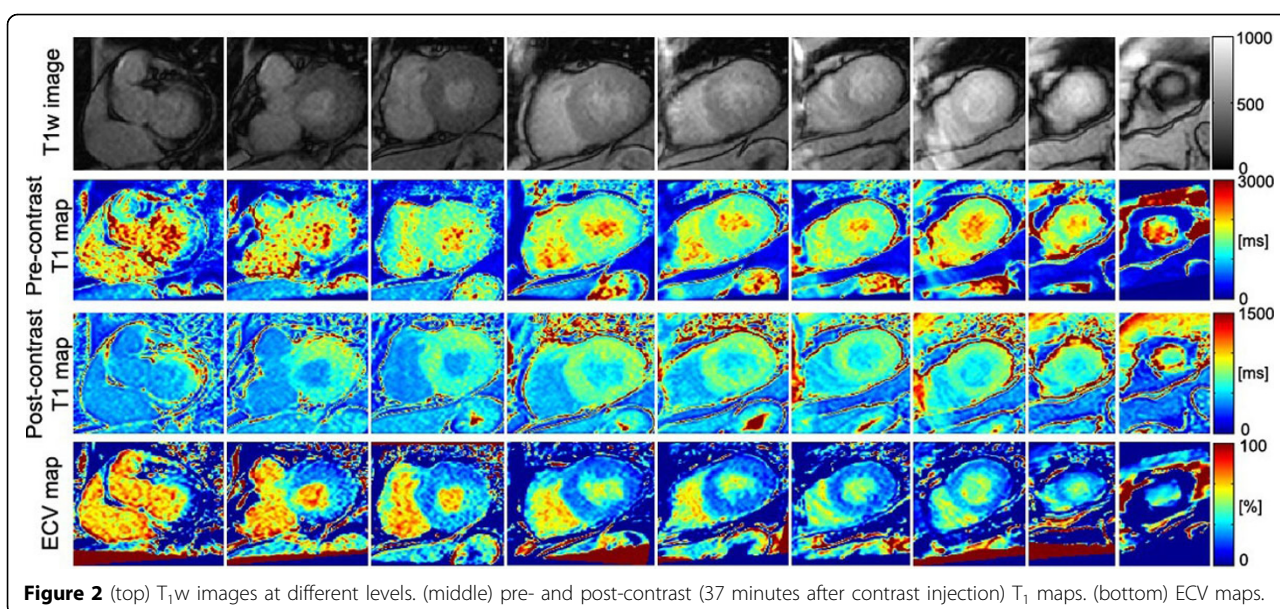 T1w image
1000
500
0
Pre-contrast
T1 map
3000
[ms]
0
Post-contrast
T1 map
1500
[ms]
0
ECV map
100
[%]
0
Figure 2 (top) T₁w images at different levels. (middle) pre- and post-contrast (37 minutes after contrast injection) T₁ maps. (bottom) ECV maps.